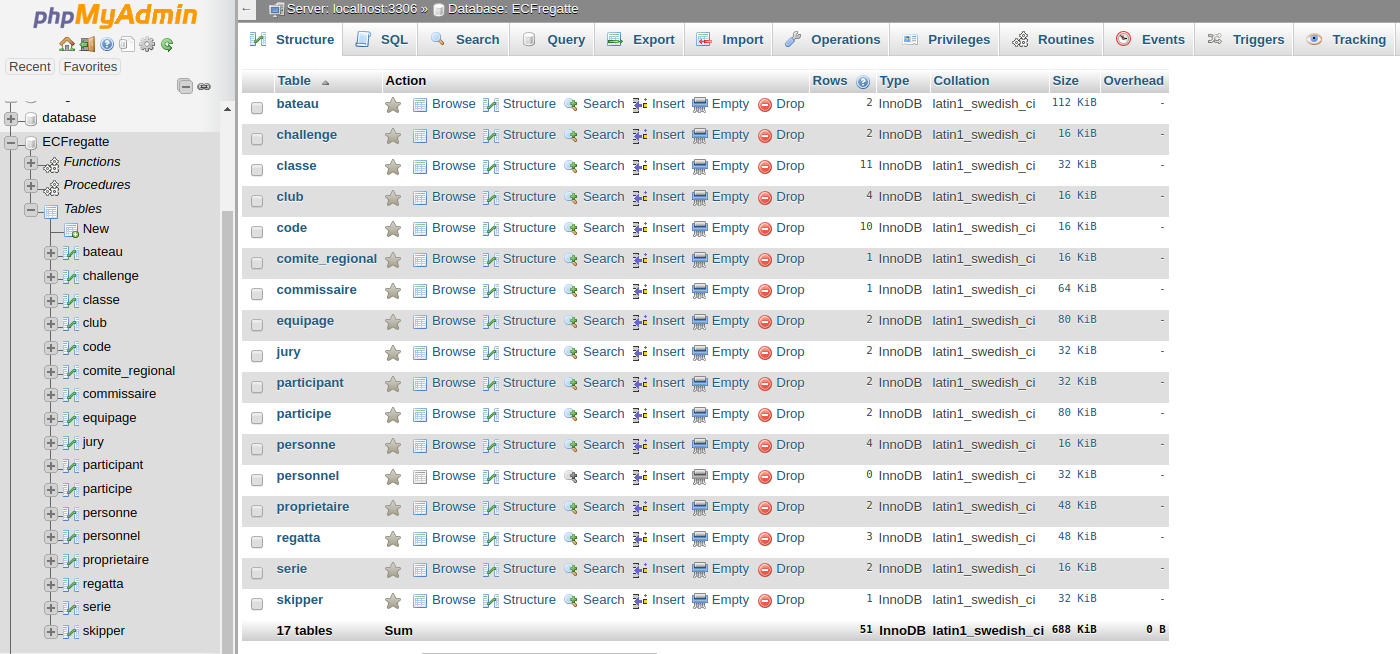 phpMyAdmin
Recent Favorites
database
ECFregatte
Functions
Procedures
Tables
New
bateau
challenge
classe
club
code
comite_regional
commissaire
equipage
jury
participant
participe
personne
personnel
proprietaire
regatta
serie
skipper
← Server: localhost:3306 » Database: ECFregatte
Structure SQL Search Query Export Import Operations Privileges Routines Events Triggers Tracking
Table Action Rows Type Collation Size Overhead
bateau Browse Structure Search Insert Empty Drop 2 InnoDB latin1_swedish_ci 112 KiB -
challenge Browse Structure Search Insert Empty Drop 2 InnoDB latin1_swedish_ci 16 KiB -
classe Browse Structure Search Insert Empty Drop 11 InnoDB latin1_swedish_ci 32 KiB -
club Browse Structure Search Insert Empty Drop 4 InnoDB latin1_swedish_ci 16 KiB -
code Browse Structure Search Insert Empty Drop 10 InnoDB latin1_swedish_ci 16 KiB -
comite_regional Browse Structure Search Insert Empty Drop 1 InnoDB latin1_swedish_ci 16 KiB -
commissaire Browse Structure Search Insert Empty Drop 1 InnoDB latin1_swedish_ci 64 KiB -
equipage Browse Structure Search Insert Empty Drop 2 InnoDB latin1_swedish_ci 80 KiB -
jury Browse Structure Search Insert Empty Drop 2 InnoDB latin1_swedish_ci 32 KiB -
participant Browse Structure Search Insert Empty Drop 2 InnoDB latin1_swedish_ci 32 KiB -
participe Browse Structure Search Insert Empty Drop 2 InnoDB latin1_swedish_ci 80 KiB -
personne Browse Structure Search Insert Empty Drop 4 InnoDB latin1_swedish_ci 16 KiB -
personnel Browse Structure Search Insert Empty Drop 0 InnoDB latin1_swedish_ci 32 KiB -
proprietaire Browse Structure Search Insert Empty Drop 2 InnoDB latin1_swedish_ci 48 KiB -
regatta Browse Structure Search Insert Empty Drop 3 InnoDB latin1_swedish_ci 48 KiB -
serie Browse Structure Search Insert Empty Drop 2 InnoDB latin1_swedish_ci 16 KiB -
skipper Browse Structure Search Insert Empty Drop 1 InnoDB latin1_swedish_ci 32 KiB -
17 tables Sum 51 InnoDB latin1_swedish_ci 688 KiB 0 B